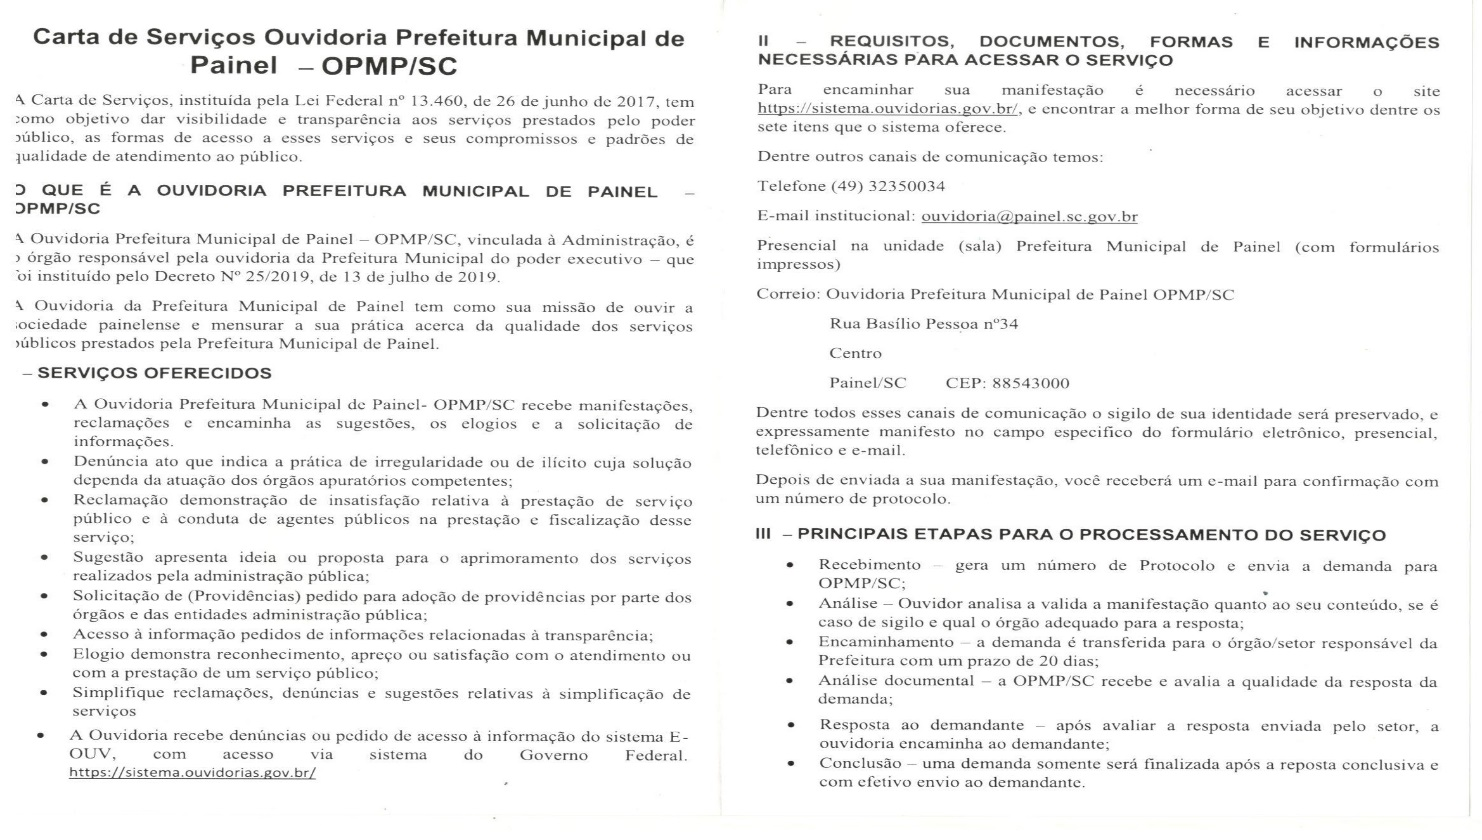 Carta de Serviços Ouvidoria Prefeitura Municipal de
Painel – OPMP/SC
A Carta de Serviços, instituída pela Lei Federal nº 13.460, de 26 de junho de 2017, tem
como objetivo dar visibilidade e transparência aos serviços prestados pelo poder
público, as formas de acesso a esses serviços e seus compromissos e padrões de
qualidade de atendimento ao público.
O QUE É A OUVIDORIA PREFEITURA MUNICIPAL DE PAINEL –
OPMP/SC
A Ouvidoria Prefeitura Municipal de Painel – OPMP/SC, vinculada à Administração, é
o órgão responsável pela ouvidoria da Prefeitura Municipal do poder executivo – que
foi instituído pelo Decreto Nº 25/2019, de 13 de julho de 2019.
A Ouvidoria da Prefeitura Municipal de Painel tem como sua missão de ouvir a
sociedade painelense e mensurar a sua prática acerca da qualidade dos serviços
públicos prestados pela Prefeitura Municipal de Painel.
– SERVIÇOS OFERECIDOS
• A Ouvidoria Prefeitura Municipal de Painel- OPMP/SC recebe manifestações,
reclamações e encaminha as sugestões, os elogios e a solicitação de
informações.
• Denúncia ato que indica a prática de irregularidade ou de ilícito cuja solução
dependa da atuação dos órgãos apuratórios competentes;
• Reclamação demonstração de insatisfação relativa à prestação de serviço
público e à conduta de agentes públicos na prestação e fiscalização desse
serviço;
• Sugestão apresenta ideia ou proposta para o aprimoramento dos serviços
realizados pela administração pública;
• Solicitação de (Providências) pedido para adoção de providências por parte dos
órgãos e das entidades administração pública;
• Acesso à informação pedidos de informações relacionadas à transparência;
• Elogio demonstra reconhecimento, apreço ou satisfação com o atendimento ou
com a prestação de um serviço público;
• Simplifique reclamações, denúncias e sugestões relativas à simplificação de
serviços
• A Ouvidoria recebe denúncias ou pedido de acesso à informação do sistema E-
OUV, com acesso via sistema do Governo Federal.
https://sistema.ouvidorias.gov.br/
II – REQUISITOS, DOCUMENTOS, FORMAS E INFORMAÇÕES
NECESSÁRIAS PARA ACESSAR O SERVIÇO
Para encaminhar sua manifestação é necessário acessar o site
https://sistema.ouvidorias.gov.br/, e encontrar a melhor forma de seu objetivo dentre os
sete itens que o sistema oferece.
Dentre outros canais de comunicação temos:
Telefone (49) 32350034
E-mail institucional: ouvidoria@painel.sc.gov.br
Presencial na unidade (sala) Prefeitura Municipal de Painel (com formulários
impressos)
Correio: Ouvidoria Prefeitura Municipal de Painel OPMP/SC
Rua Basílio Pessoa nº34
Centro
Painel/SC CEP: 88543000
Dentre todos esses canais de comunicação o sigilo de sua identidade será preservado, e
expressamente manifesto no campo especifico do formulário eletrônico, presencial,
telefônico e e-mail.
Depois de enviada a sua manifestação, você receberá um e-mail para confirmação com
um número de protocolo.
III – PRINCIPAIS ETAPAS PARA O PROCESSAMENTO DO SERVIÇO
• Recebimento – gera um número de Protocolo e envia a demanda para
OPMP/SC;
• Análise – Ouvidor analisa a valida a manifestação quanto ao seu conteúdo, se é
caso de sigilo e qual o órgão adequado para a resposta;
• Encaminhamento – a demanda é transferida para o órgão/setor responsável da
Prefeitura com um prazo de 20 dias;
• Análise documental – a OPMP/SC recebe e avalia a qualidade da resposta da
demanda;
• Resposta ao demandante – após avaliar a resposta enviada pelo setor, a
ouvidoria encaminha ao demandante;
• Conclusão – uma demanda somente será finalizada após a reposta conclusiva e
com efetivo envio ao demandante.